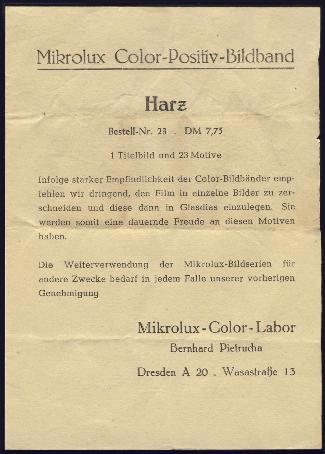 Mikrolux Color-Positiv-Bildband
Harz
Bestell-Nr. 23 . DM 7,75
1 Titelbild und 23 Motive
infolge starker Empfindlichkeit der Color-Bildbänder emp-
fehlen wir dringend, den Film in einzelne Bilder zu zer-
schneiden und diese dann in Glasdias einzulegen. Sie
werden somit eine dauernde Freude an diesen Motiven
haben.
Die Weiterverwendung der Mikrolux-Bildserien für
andere Zwecke bedarf in jedem Falle unserer vorherigen
Genehmigung
Mikrolux-Color-Labor
Bernhard Pietrucha
Dresden A 20 . Wasastraße 13